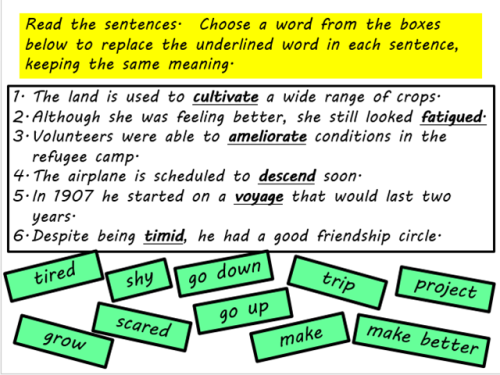 Read the sentences. Choose a word from the boxes
below to replace the underlined word in each sentence,
keeping the same meaning.
1. The land is used to cultivate a wide range of crops.
2. Although she was feeling better, she still looked fatigued.
3. Volunteers were able to ameliorate conditions in the
refugee camp.
4. The airplane is scheduled to descend soon.
5. In 1907 he started on a voyage that would last two
years.
6. Despite being timid, he had a good friendship circle.
tired
shy
go down
trip
project
grow
scared
go up
make
make better